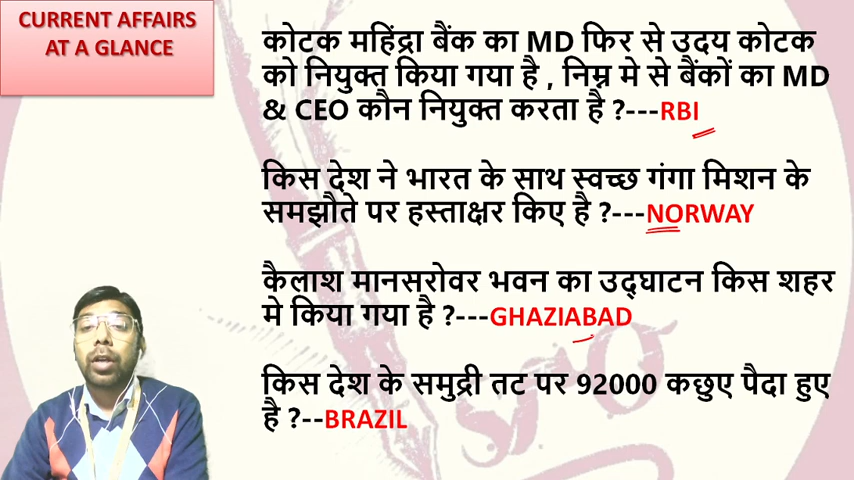 CURRENT AFFAIRS
AT A GLANCE
कोटक महिंद्रा बैंक का MD फिर से उदय कोटक
को नियुक्त किया गया है , निम्न मे से बैंकों का MD
& CEO कौन नियुक्त करता है ?---RBI
किस देश ने भारत के साथ स्वच्छ गंगा मिशन के
समझौते पर हस्ताक्षर किए है ?---NORWAY
कैलाश मानसरोवर भवन का उद्घाटन किस शहर
मे किया गया है ?---GHAZIABAD
किस देश के समुद्री तट पर 92000 कछुए पैदा हुए
है ?--BRAZIL